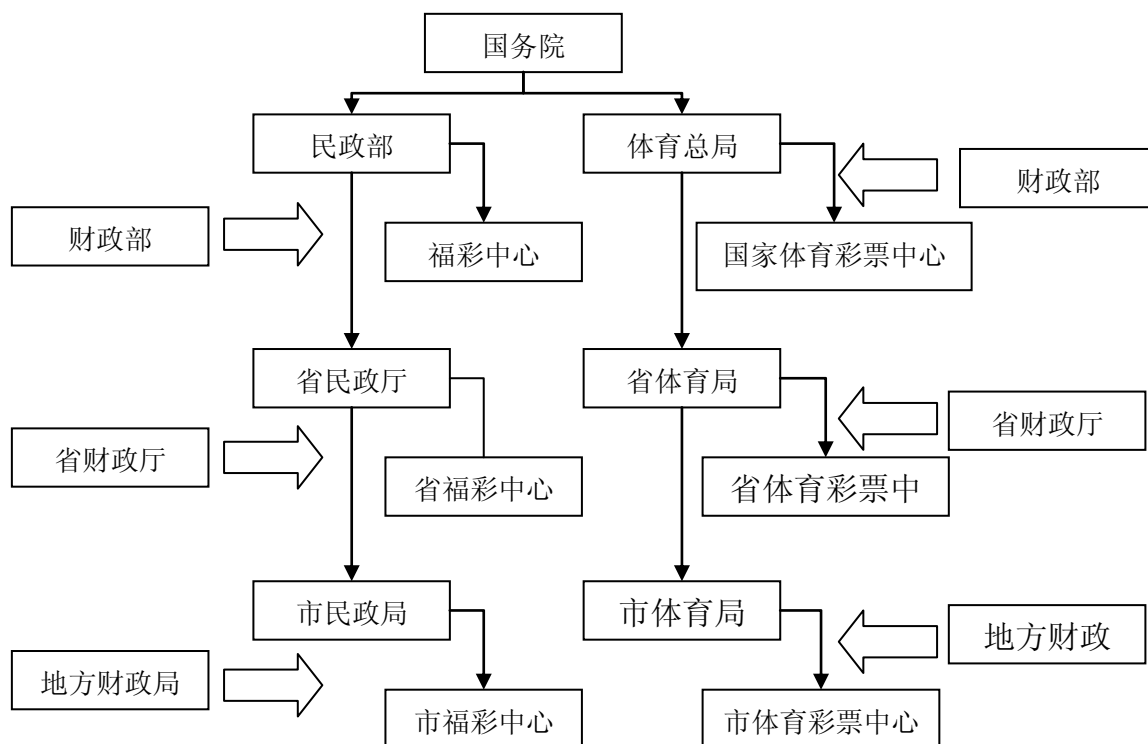 国务院
民政部
体育总局
财政部
财政部
福彩中心
国家体育彩票中心
省民政厅
省体育局
省财政厅
省财政厅
省福彩中心
省体育彩票中
市民政局
市体育局
地方财政
地方财政局
市福彩中心
市体育彩票中心